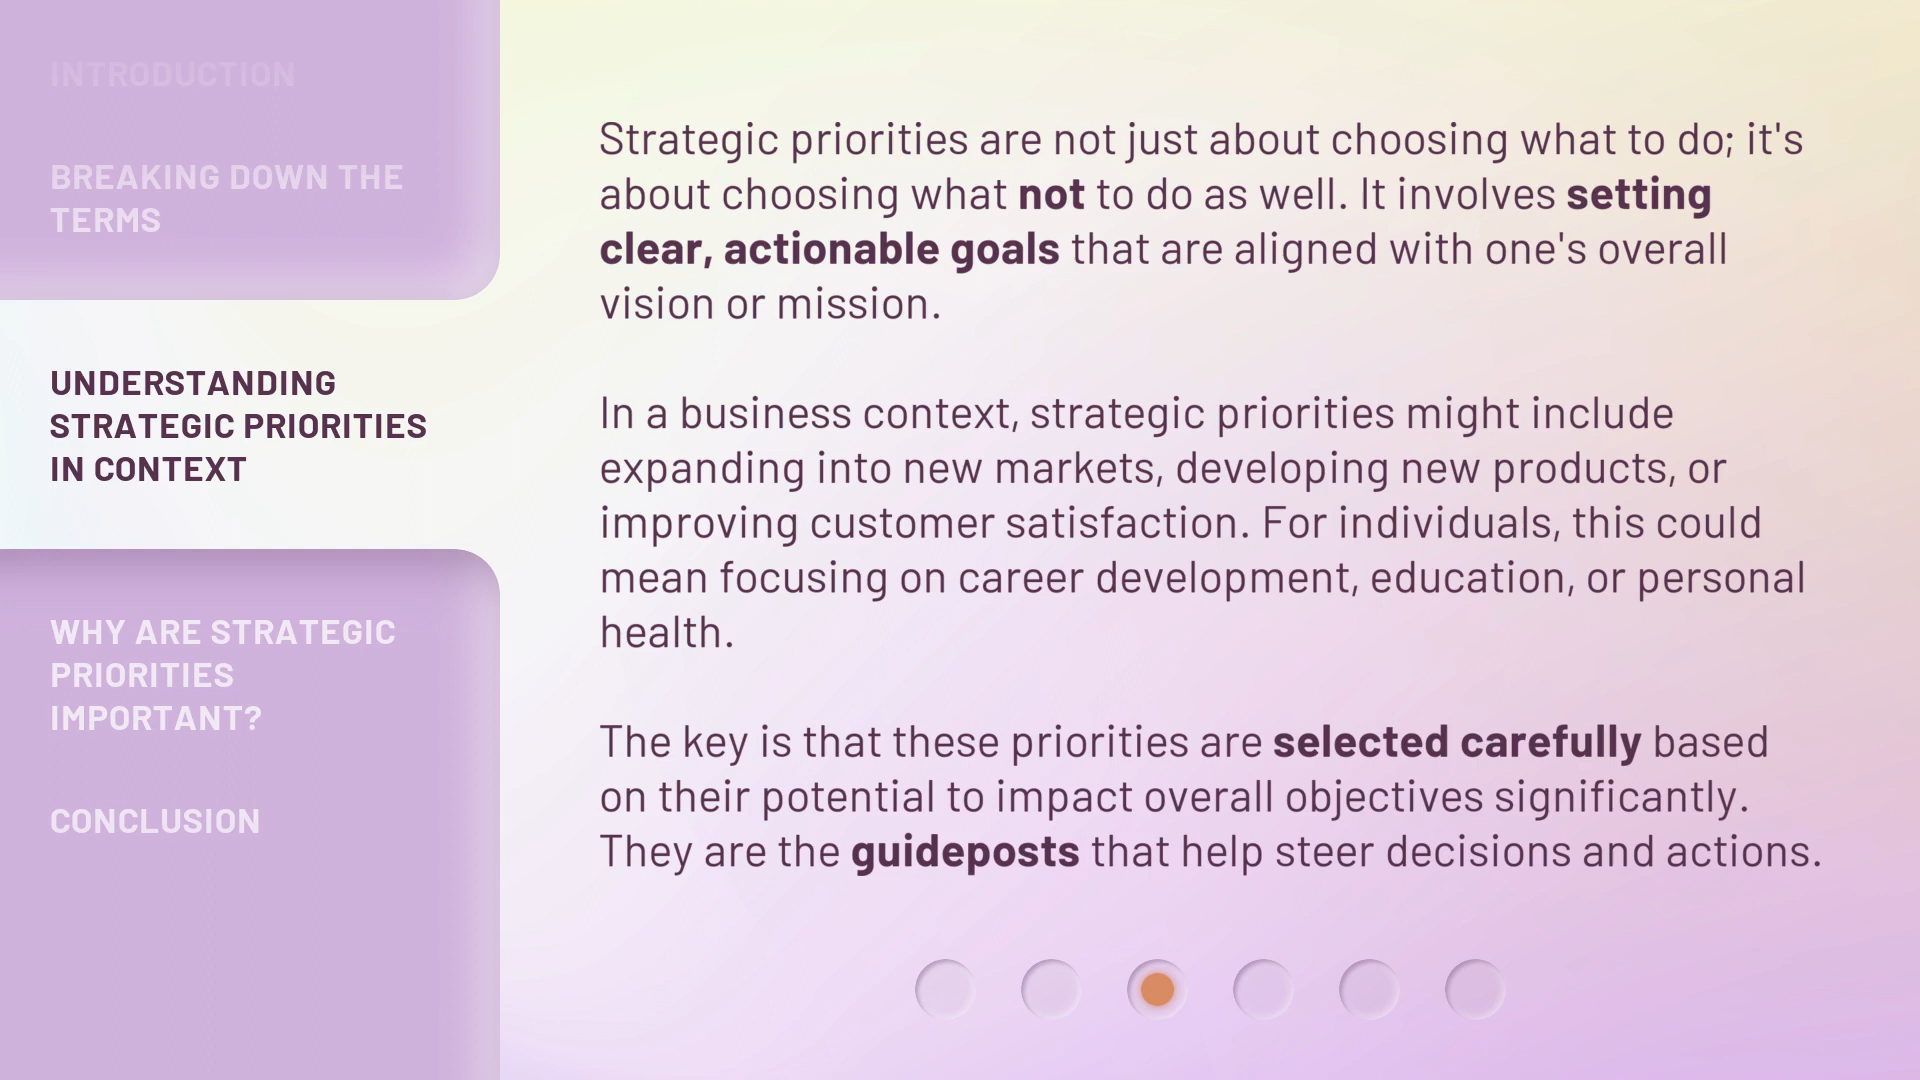 INTRODUCTION
BREAKING DOWN THE
TERMS
UNDERSTANDING
STRATEGIC PRIORITIES
IN CONTEXT
WHY ARE STRATEGIC
PRIORITIES
IMPORTANT?
CONCLUSION
Strategic priorities are not just about choosing what to do; it's
about choosing what not to do as well. It involves setting
clear, actionable goals that are aligned with one's overall
vision or mission.
In a business context, strategic priorities might include
expanding into new markets, developing new products, or
improving customer satisfaction. For individuals, this could
mean focusing on career development, education, or personal
health.
The key is that these priorities are selected carefully based
on their potential to impact overall objectives significantly.
They are the guideposts that help steer decisions and actions.